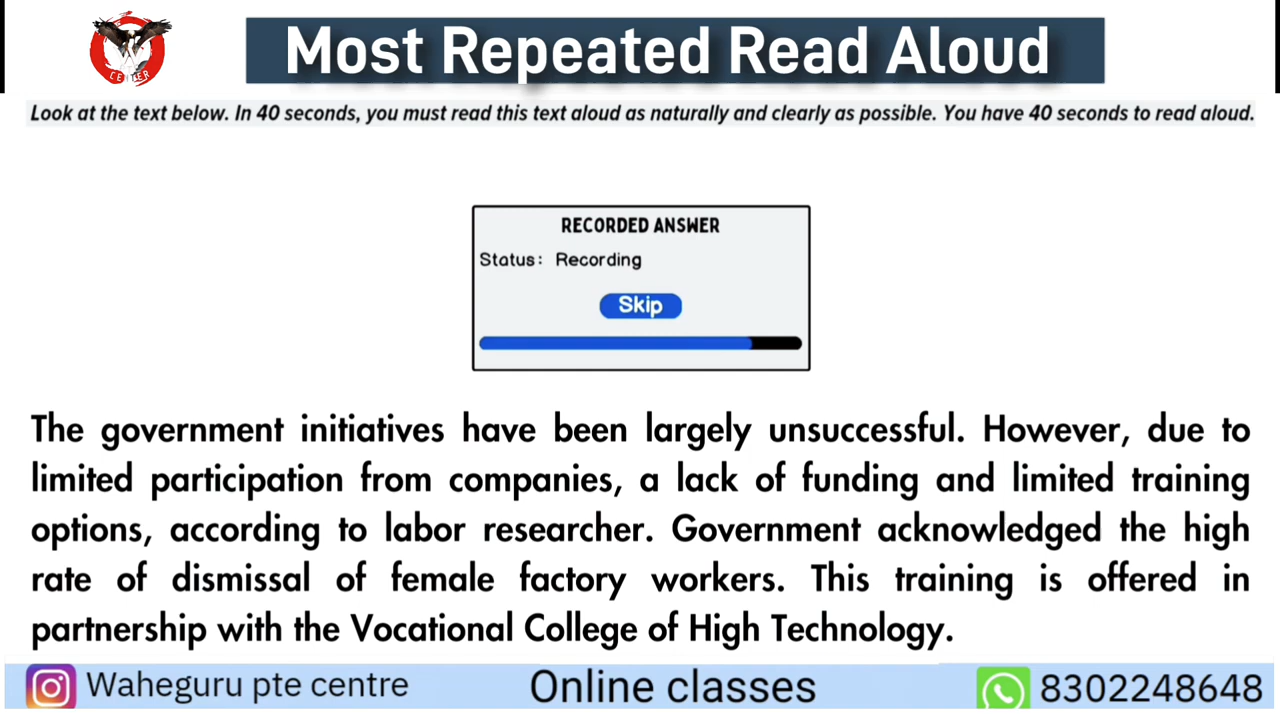 CENTER
Most Repeated Read Aloud
Look at the text below. In 40 seconds, you must read this text aloud as naturally and clearly as possible. You have 40 seconds to read aloud.
RECORDED ANSWER
Status: Recording
Skip
The government initiatives have been largely unsuccessful. However, due to
limited participation from companies, a lack of funding and limited training
options, according to labor researcher. Government acknowledged the high
rate of dismissal of female factory workers. This training is offered in
partnership with the Vocational College of High Technology.
Waheguru pte centre
Online classes
8302248648